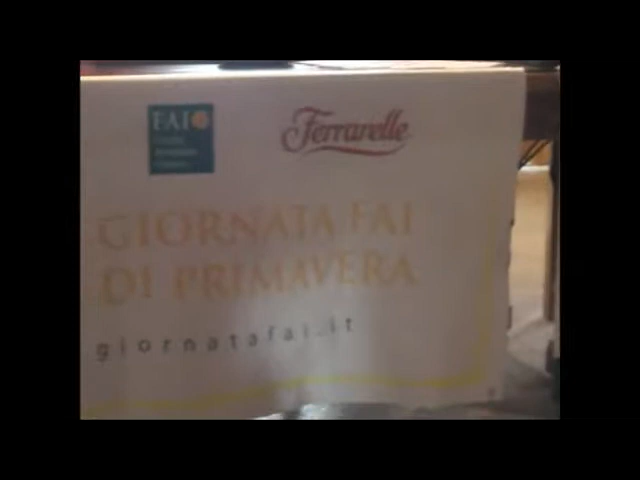 FAI
Ferrarelle
GIORNATA FAI
DI PRIMAVERA
giornatafai.it